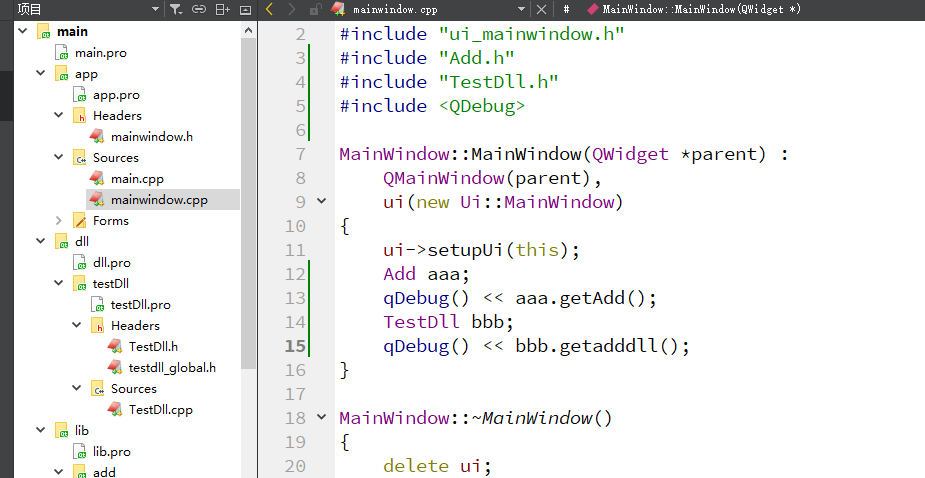 项目
mainwindow.cpp
#
MainWindow::MainWindow(QWidget *)
main
main.pro
app
app.pro
Headers
mainwindow.h
Sources
main.cpp
mainwindow.cpp
Forms
dll
dll.pro
testDll
testDll.pro
Headers
TestDll.h
testdll_global.h
Sources
TestDll.cpp
lib
lib.pro
add
2 #include "ui_mainwindow.h"
3 #include "Add.h"
4 #include "TestDll.h"
5 #include <QDebug>
6
7 MainWindow::MainWindow(QWidget *parent) :
8 QMainWindow(parent),
9 ui(new Ui::MainWindow)
10 {
11 ui->setupUi(this);
12 Add aaa;
13 qDebug() << aaa.getAdd();
14 TestDll bbb;
15 qDebug() << bbb.getadddll();
16 }
17
18 MainWindow::~MainWindow()
19 {
20 delete ui;